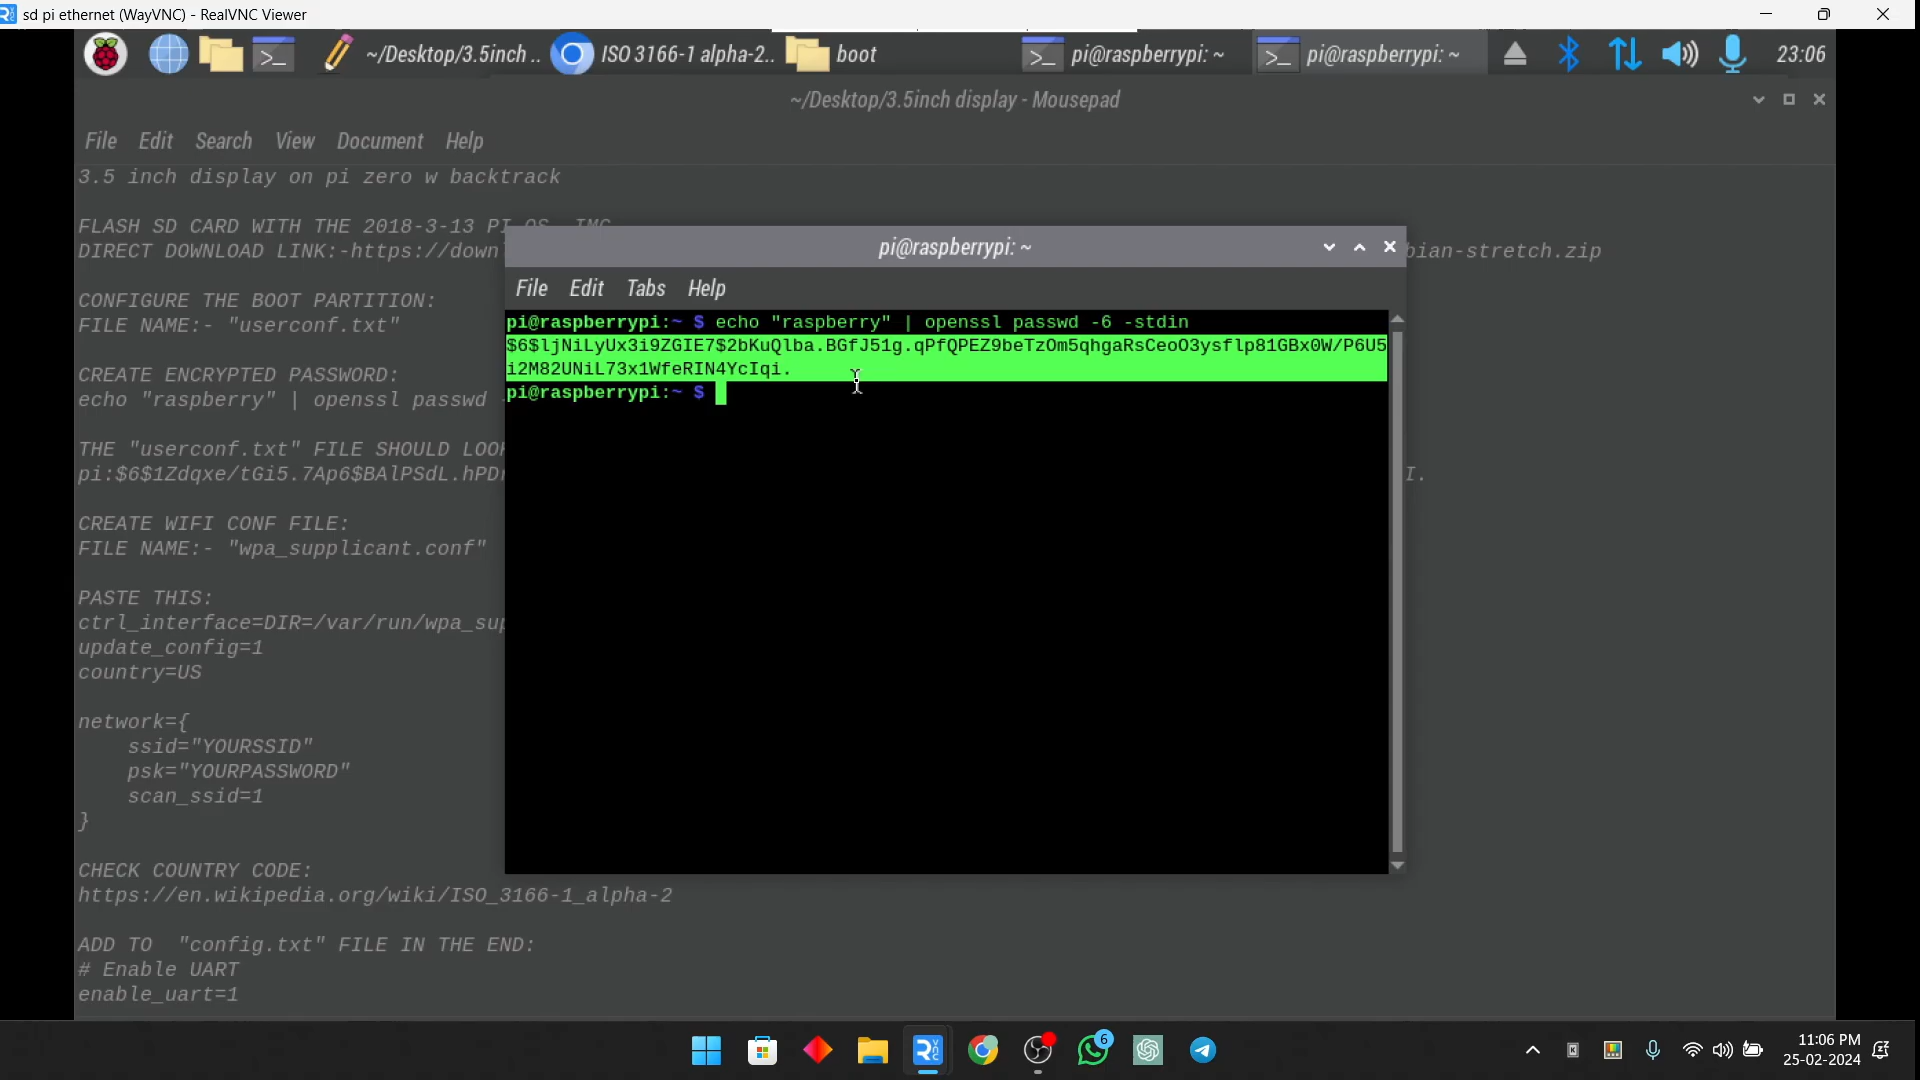 sd pi ethernet (WayVNC) - RealVNC Viewer
~/Desktop/3.5inch ..
ISO 3166-1 alpha-2..
boot
pi@raspberrypi: ~
pi@raspberrypi: ~
23:06
~/Desktop/3.5inch display - Mousepad
File Edit Search View Document Help
3.5 inch display on pi zero w backtrack
FLASH SD CARD WITH THE 2018-3-13 PI OS .IMG
DIRECT DOWNLOAD LINK:-https://down
bian-stretch.zip
CONFIGURE THE BOOT PARTITION:
FILE NAME:- "userconf.txt"
CREATE ENCRYPTED PASSWORD:
echo "raspberry" | openssl passwd
THE "userconf.txt" FILE SHOULD LOO
pi:$6$1Zdqxe/tGi5.7Ap6$BAlPSdL.hPD
I.
CREATE WIFI CONF FILE:
FILE NAME:- "wpa_supplicant.conf"
PASTE THIS:
ctrl_interface=DIR=/var/run/wpa_sup
update_config=1
country=US
network={
ssid="YOURSSID"
psk="YOURPASSWORD"
scan_ssid=1
}
CHECK COUNTRY CODE:
https://en.wikipedia.org/wiki/ISO_3166-1_alpha-2
ADD TO "config.txt" FILE IN THE END:
# Enable UART
enable_uart=1
pi@raspberrypi: ~
File Edit Tabs Help
pi@raspberrypi:~ $ echo "raspberry" | openssl passwd -6 -stdin
$6$ljNiLyUx3i9ZGIE7$2bKuQlba.BGfJ51g.qPfQPEZ9beTzOm5qhgaRsCeoO3ysflp81GBx0W/P6U5
i2M82UNiL73x1WfeRIN4YcIqi.
pi@raspberrypi:~ $
6
11:06 PM
25-02-2024